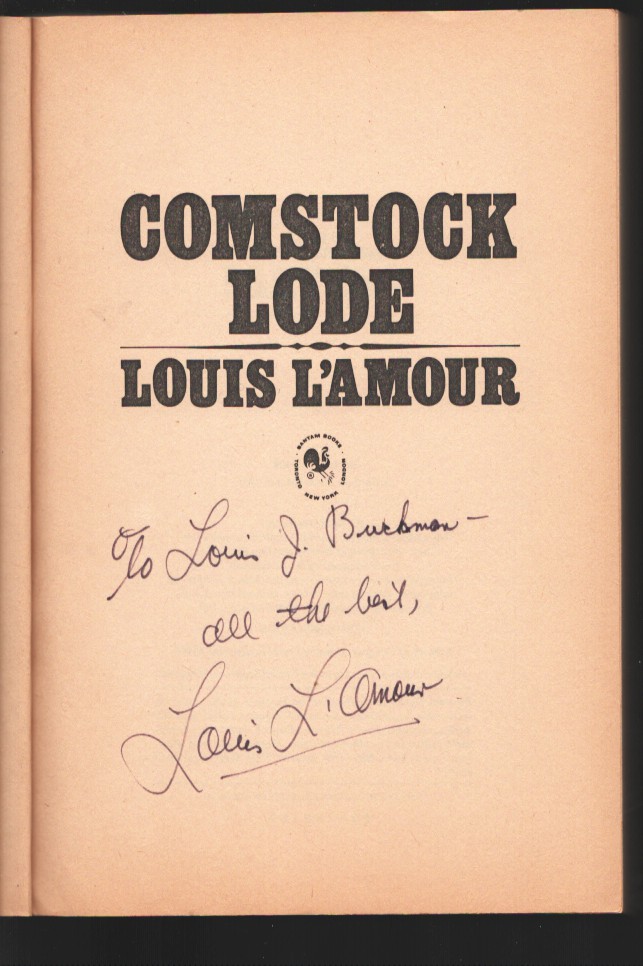 COMSTOCK
LODE
LOUIS L'AMOUR
BANTAM BOOKS
TORONTO · NEW YORK · LONDON
®
To Louis J. Buckman –
all the best,
Louis L'Amour